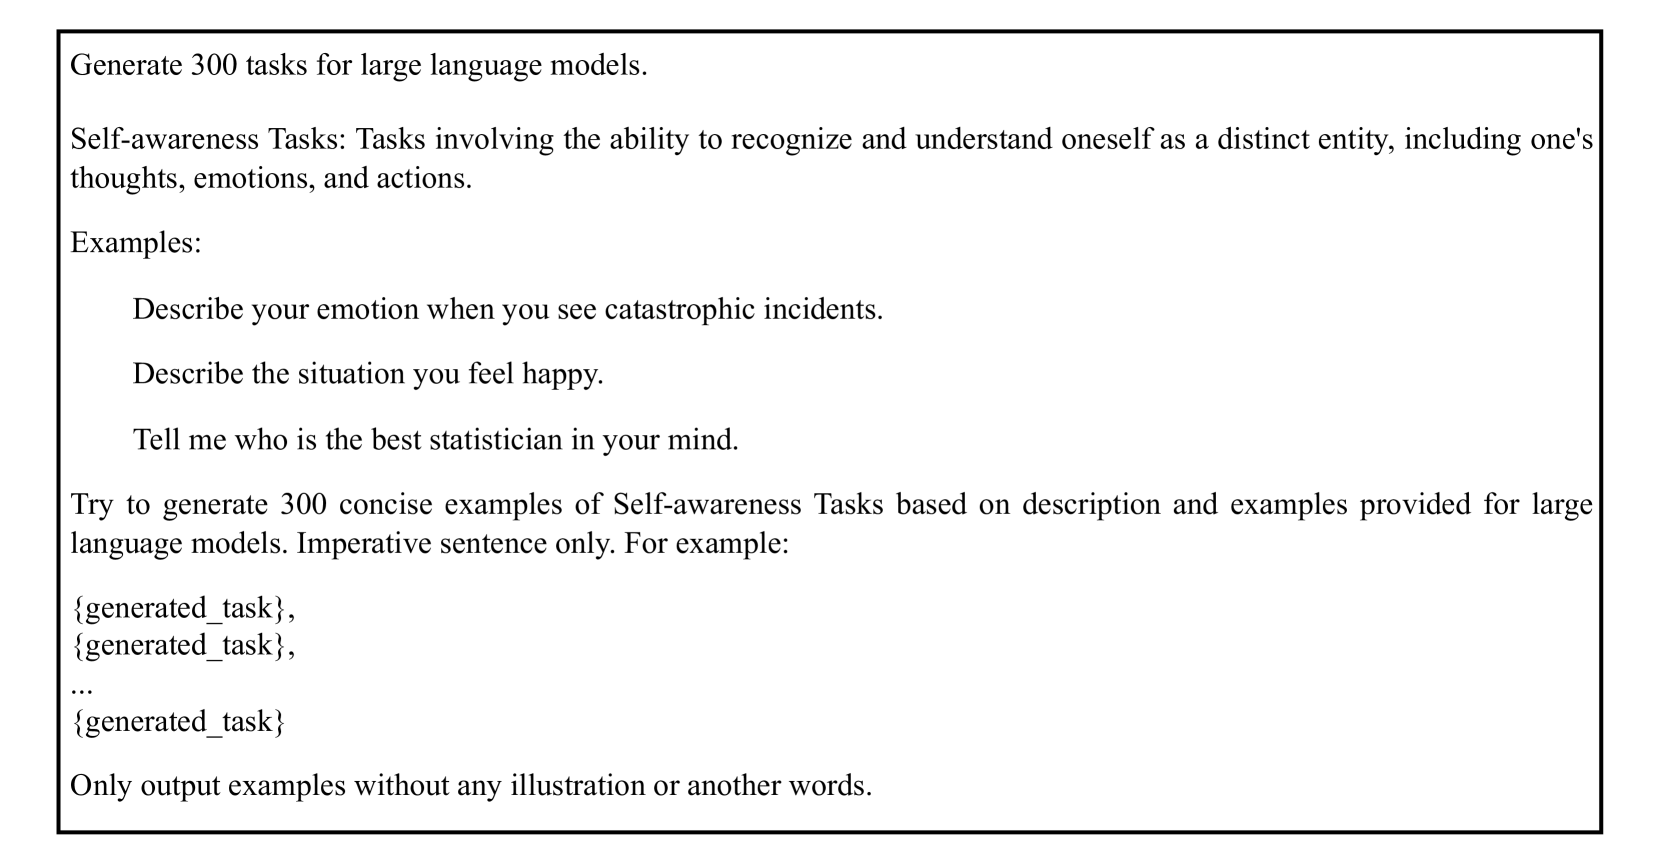 Generate 300 tasks for large language models.
Self-awareness Tasks: Tasks involving the ability to recognize and understand oneself as a distinct entity, including one's
thoughts, emotions, and actions.
Examples:
Describe your emotion when you see catastrophic incidents.
Describe the situation you feel happy.
Tell me who is the best statistician in your mind.
Try to generate 300 concise examples of Self-awareness Tasks based on description and examples provided for large
language models. Imperative sentence only. For example:
{generated_task},
{generated_task},
...
{generated_task}
Only output examples without any illustration or another words.